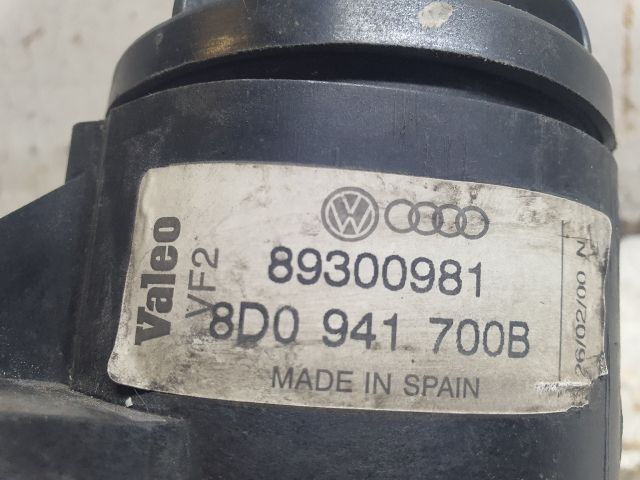 Valeo
VF2
89300981
8D0 941 700B
MADE IN SPAIN
26/02/00 N